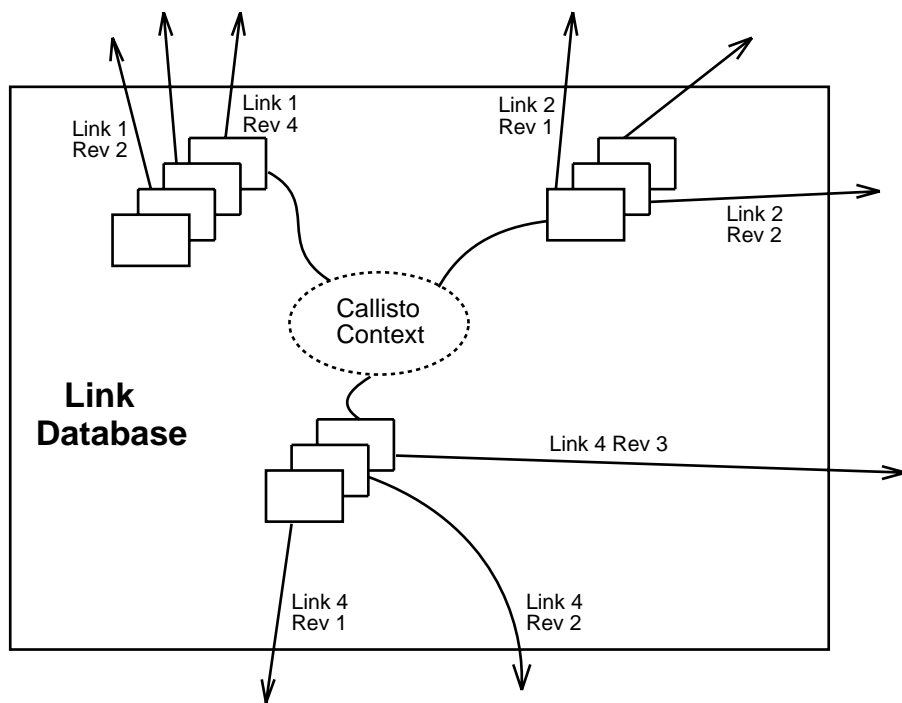 Link 1
Rev 2
Link 1
Rev 4
Link 2
Rev 1
Link 2
Rev 2
Callisto
Context
Link
Database
Link 4 Rev 3
Link 4
Rev 1
Link 4
Rev 2